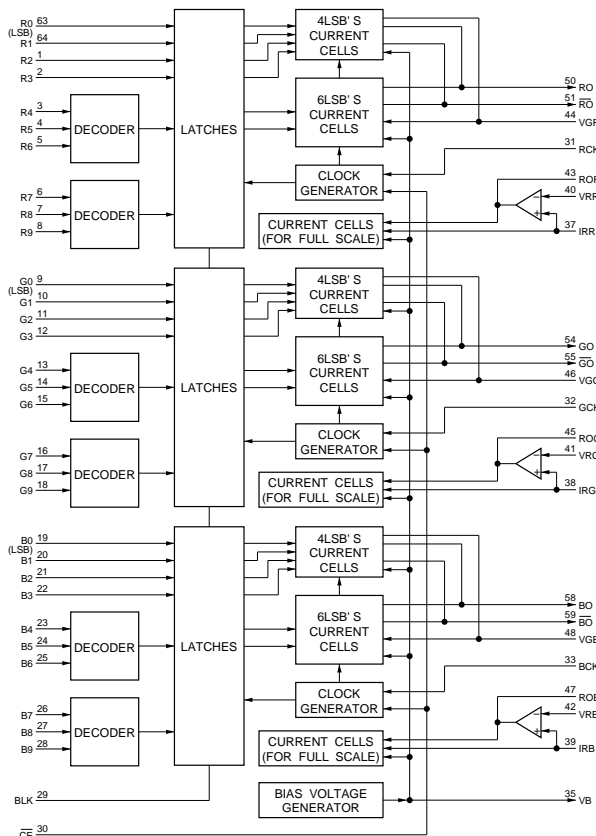 R0 63
(LSB)
R1 64
R2 1
R3 2
R4 3
R5 4
R6 5
DECODER
R7 6
R8 7
R9 8
DECODER
LATCHES
4LSB'S
CURRENT
CELLS
6LSB'S
CURRENT
CELLS
CLOCK
GENERATOR
CURRENT CELLS
(FOR FULL SCALE)
50 RO
51 RO
44 VGR
31 RCK
43
40
37 IRR
− +
G0 9
(LSB)
G1 10
G2 11
G3 12
G4 13
G5 14
G6 15
DECODER
G7 16
G8 17
G9 18
DECODER
LATCHES
4LSB'S
CURRENT
CELLS
6LSB'S
CURRENT
CELLS
CLOCK
GENERATOR
CURRENT CELLS
(FOR FULL SCALE)
54 GO
55 GO
46
32 GCK
45
41
38 IRG
− +
B0 19
(LSB)
B1 20
B2 21
B3 22
B4 23
B5 24
B6 25
DECODER
B7 26
B8 27
B9 28
DECODER
LATCHES
4LSB'S
CURRENT
CELLS
6LSB'S
CURRENT
CELLS
CLOCK
GENERATOR
CURRENT CELLS
(FOR FULL SCALE)
58 BO
59 BO
48
33 BCK
47
42
39 IRB
− +
BLK 29
BIAS VOLTAGE
GENERATOR
35 VB
CE 30